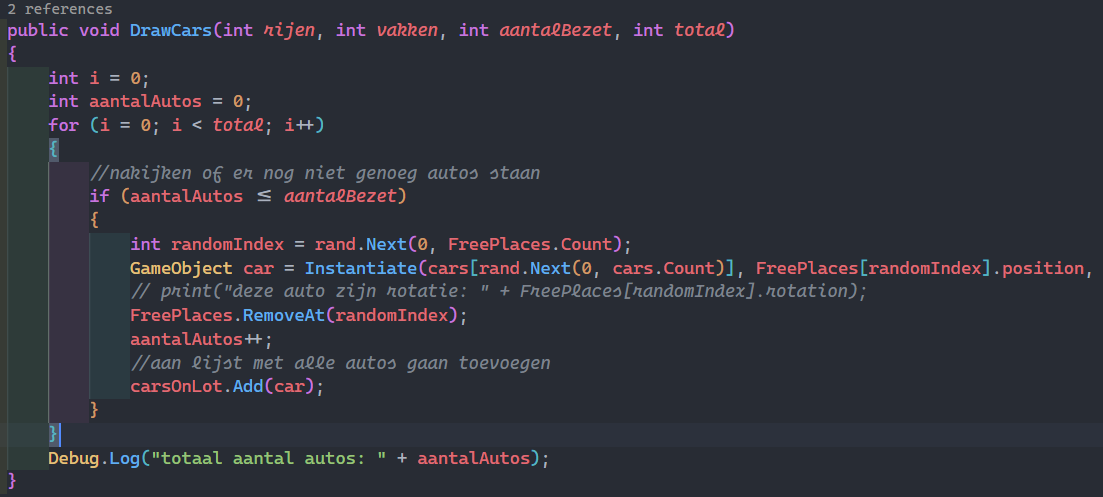 2 references
public void DrawCars(int rijen, int vakken, int aantalBezet, int total)
{
    int i = 0;
    int aantalAutos = 0;
    for (i = 0; i < total; i++)
    {
        //nakijken of er nog niet genoeg autos staan
        if (aantalAutos <= aantalBezet)
        {
            int randomIndex = rand.Next(0, FreePlaces.Count);
            GameObject car = Instantiate(cars[rand.Next(0, cars.Count)], FreePlaces[randomIndex].position,
            // print("deze auto zijn rotatie: " + FreePlaces[randomIndex].rotation);
            FreePlaces.RemoveAt(randomIndex);
            aantalAutos++;
            //aan lijst met alle autos gaan toevoegen
            carsOnLot.Add(car);
        }
    }
    Debug.Log("totaal aantal autos: " + aantalAutos);
}